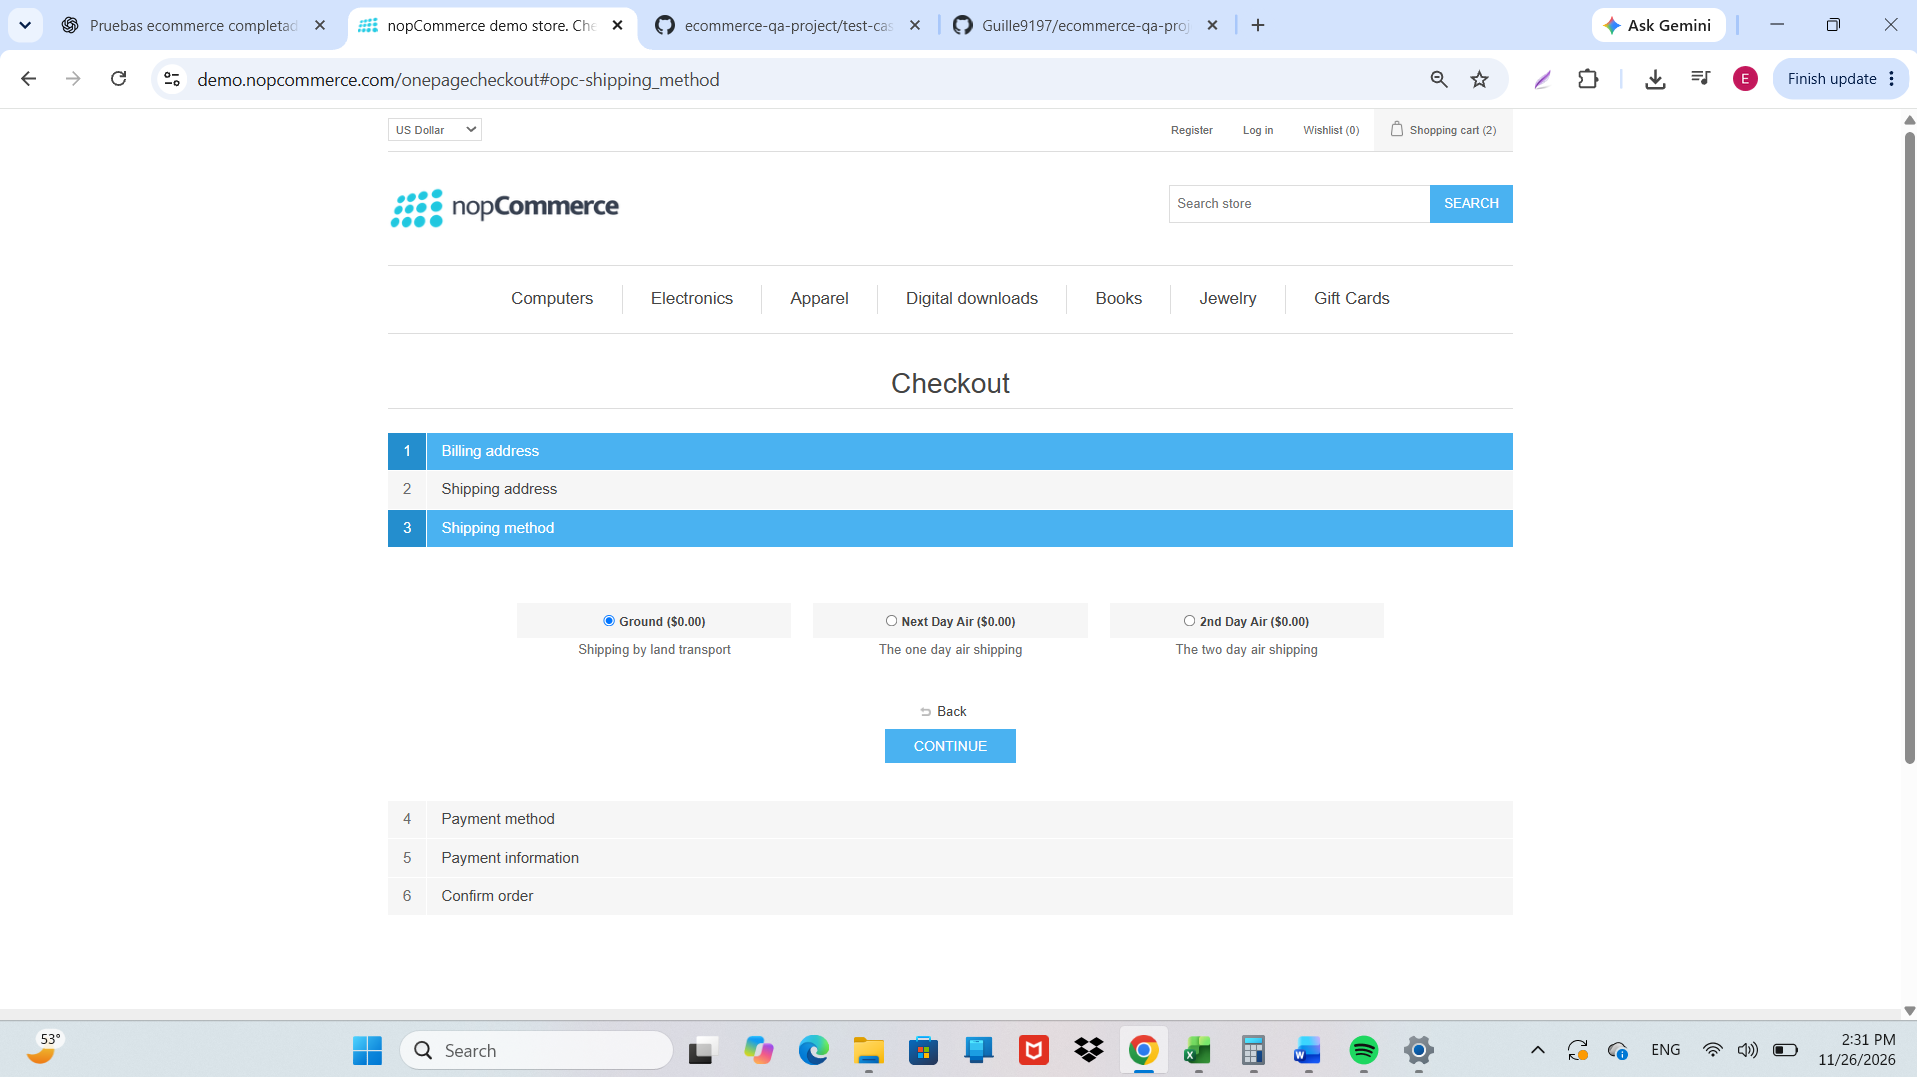 Pruebas ecommerce completad
nopCommerce demo store. Che
ecommerce-qa-project/test-cas
Guille9197/ecommerce-qa-proj
Ask Gemini
demo.nopcommerce.com/onepagecheckout#opc-shipping_method
E
Finish update
US Dollar
Register
Log in
Wishlist (0)
Shopping cart (2)
nopCommerce
Search store
SEARCH
Computers
Electronics
Apparel
Digital downloads
Books
Jewelry
Gift Cards
Checkout
1 Billing address
2 Shipping address
3 Shipping method
Ground ($0.00)
Shipping by land transport
Next Day Air ($0.00)
The one day air shipping
2nd Day Air ($0.00)
The two day air shipping
Back
CONTINUE
4 Payment method
5 Payment information
6 Confirm order
53°
Search
ENG
2:31 PM
11/26/2026